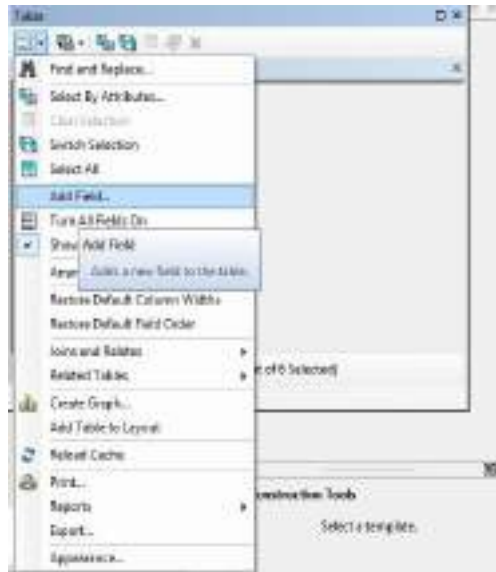 Table
Find and Replace...
Select By Attributes...
Clear Selection
Switch Selection
Select All
Add Field...
Turn All Fields On
Show
Add Field
Adds a new field to the table.
Restore Default Column Widths
Restore Default Field Order
Joins and Relates
Related Tables
of 6 Selected)
Create Graph...
Add Table to Layout
Reload Cache
Print...
Reports
Export...
Appearance...
onstruction Tools
Select a template.